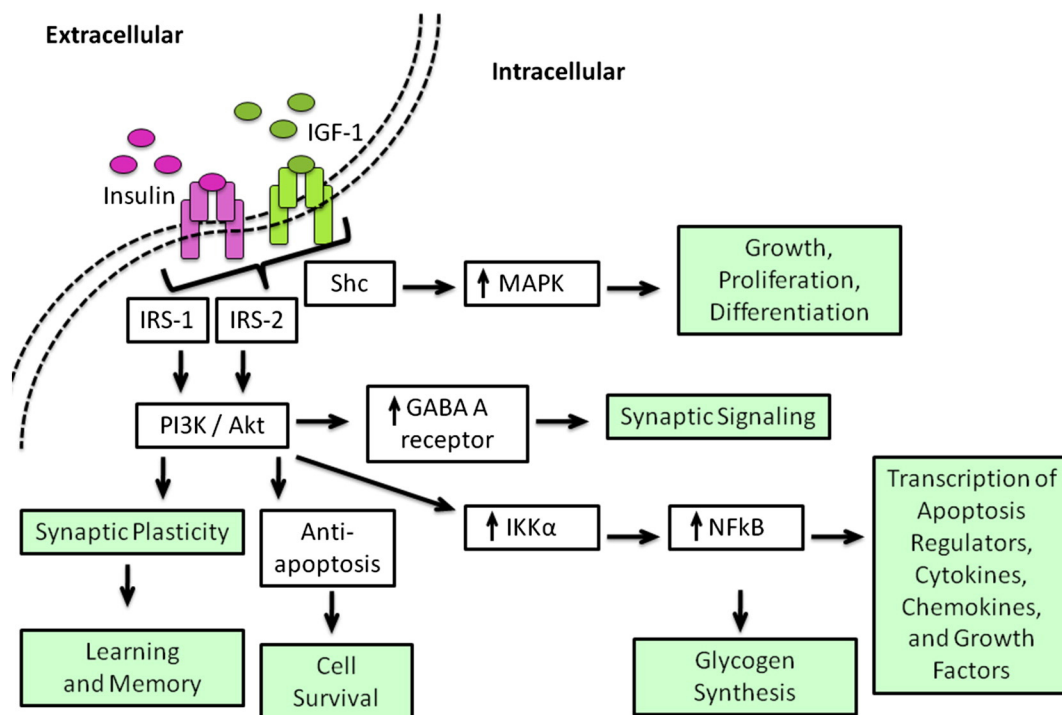 Extracellular
Intracellular
IGF-1
Insulin
Shc
MAPK
Growth,
Proliferation,
Differentiation
IRS-1
IRS-2
PI3K / Akt
GABA A
receptor
Synaptic Signaling
Synaptic Plasticity
Anti-
apoptosis
IKKα
NFkB
Transcription of
Apoptosis
Regulators,
Cytokines,
Chemokines,
and Growth
Factors
Learning
and Memory
Cell
Survival
Glycogen
Synthesis